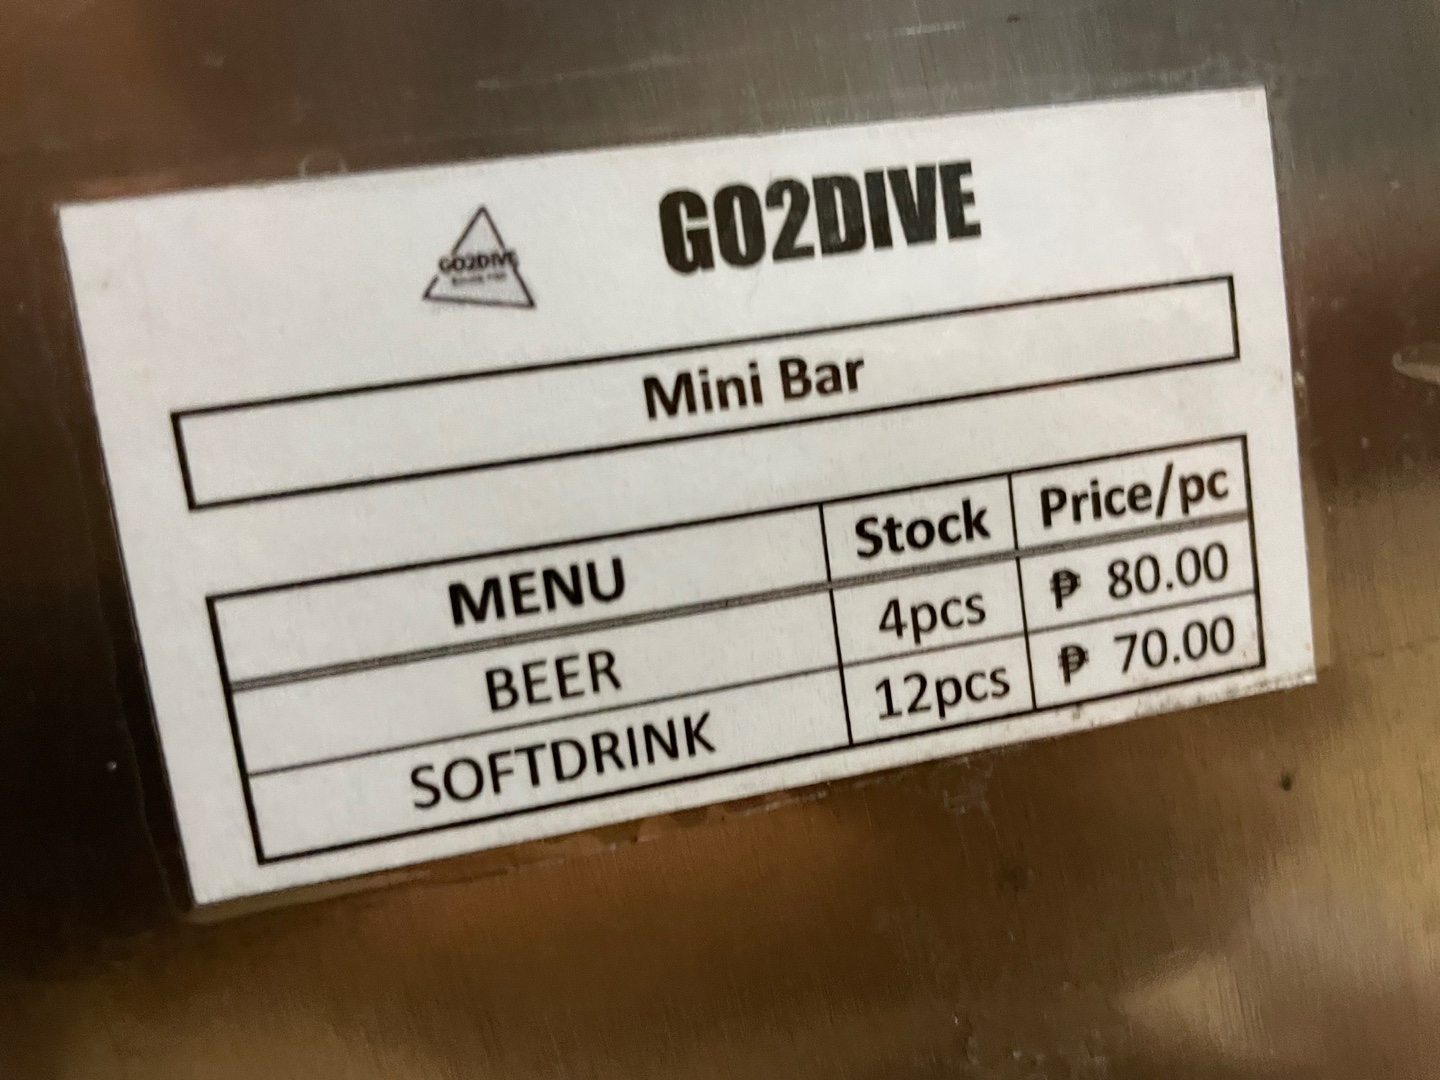 GO2DIVE
GO2DIVE
Mini Bar
MENU Stock Price/pc
BEER 4pcs ₱ 80.00
SOFTDRINK 12pcs ₱ 70.00